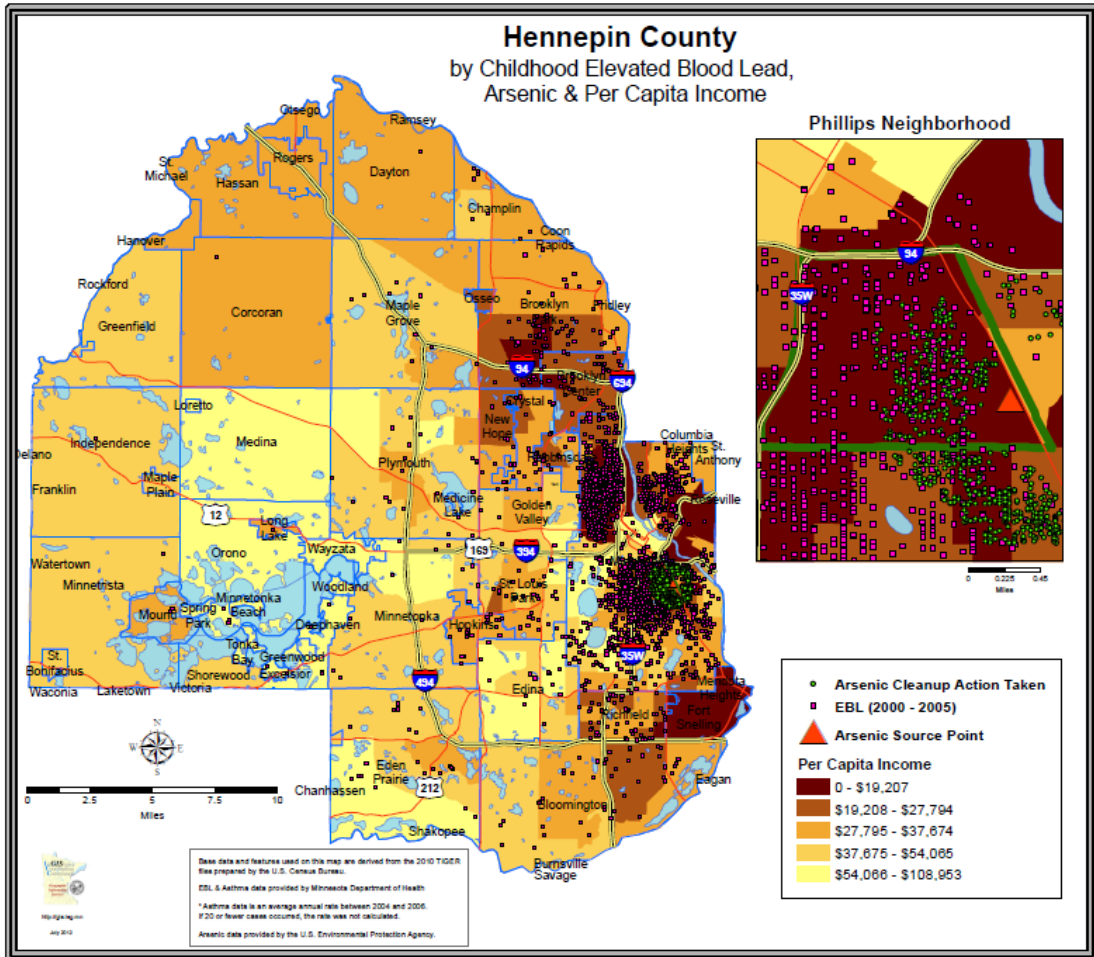 Hennepin County
by Childhood Elevated Blood Lead,
Arsenic & Per Capita Income
Phillips Neighborhood
94
35W
0 0.225 0.45
Miles
Otsego
Ramsey
Rogers
St.
Michael
Hassan
Dayton
Champlin
Coon
Rapids
Hanover
Rockford
Greenfield
Corcoran
Maple
Grove
Osseo
Brooklyn
Fridley
94
694
Brooklyn
Center
Crystal
New
Hope
Loretto
Independence
Medina
Plymouth
Columbia
Heights
St.
Anthony
Delano
Maple
Plain
Franklin
Medicine
Lake
Golden
Valley
12
Long
Lake
Orono
Wayzata
169
394
Watertown
Minnetrista
Woodland
St. Louis
Park
Mound
Spring
Park
Minnetonka
Beach
Minnetonka
Deephaven
Hopkins
Tonka
Bay
Greenwood
Excelsior
Shorewood
St.
Bonifacius
Waconia
Laketown
Victoria
494
35W
Edina
Mendota
Heights
Richfield
Fort
Snelling
Eden
Prairie
212
Chanhassen
Bloomington
Eagan
Shakopee
Burnsville
Savage
N
W E
S
0 2.5 5 7.5 10
Miles
Arsenic Cleanup Action Taken
EBL (2000 - 2005)
Arsenic Source Point
Per Capita Income
0 - $19,207
$19,208 - $27,794
$27,795 - $37,674
$37,675 - $54,065
$54,066 - $108,953
Base data and features used on this map are derived from the 2010 TIGER
files prepared by the U.S. Census Bureau.
EBL & Asthma data provided by Minnesota Department of Health
* Asthma data is an average annual rate between 2004 and 2006.
If 20 or fewer cases occurred, the rate was not calculated.
Arsenic data provided by the U.S. Environmental Protection Agency.
GIS